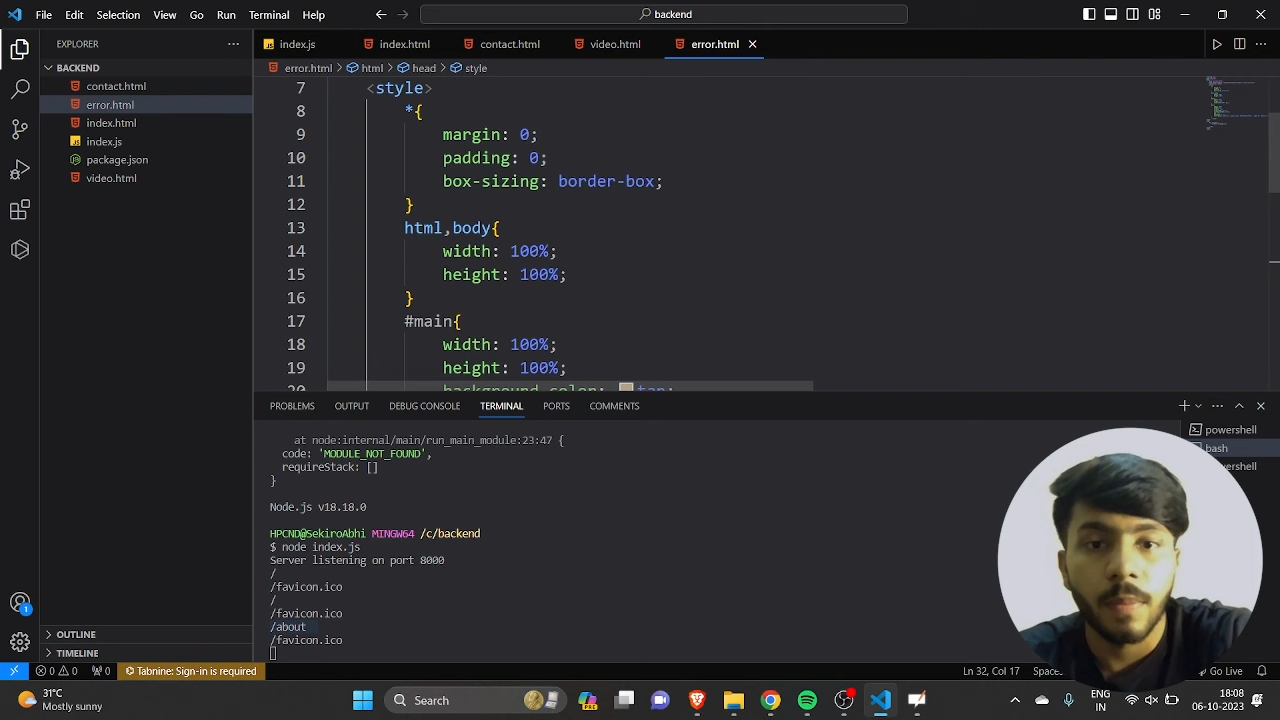 File Edit Selection View Go Run Terminal Help
backend
EXPLORER
index.js index.html contact.html video.html error.html
BACKEND
error.html > html > head > style
contact.html
error.html
index.html
index.js
package.json
video.html
7 <style>
8 *{
9 margin: 0;
10 padding: 0;
11 box-sizing: border-box;
12 }
13 html,body{
14 width: 100%;
15 height: 100%;
16 }
17 #main{
18 width: 100%;
19 height: 100%;
20 background-color: tan;
PROBLEMS OUTPUT DEBUG CONSOLE TERMINAL PORTS COMMENTS
powershell
bash
powershell
at node:internal/main/run_main_module:23:47 {
code: 'MODULE_NOT_FOUND',
requireStack: []
}
Node.js v18.18.0
HPCND@SekiroAbhi MINGW64 /c/backend
$ node index.js
Server listening on port 8000
/
/favicon.ico
/
/favicon.ico
/about
/favicon.ico
OUTLINE
TIMELINE
1
0 0 0 Tabnine: Sign-in is required Ln 32, Col 17 Go Live
31°C
Mostly sunny
Search
PRE
ENG
IN
18:08
06-10-2023